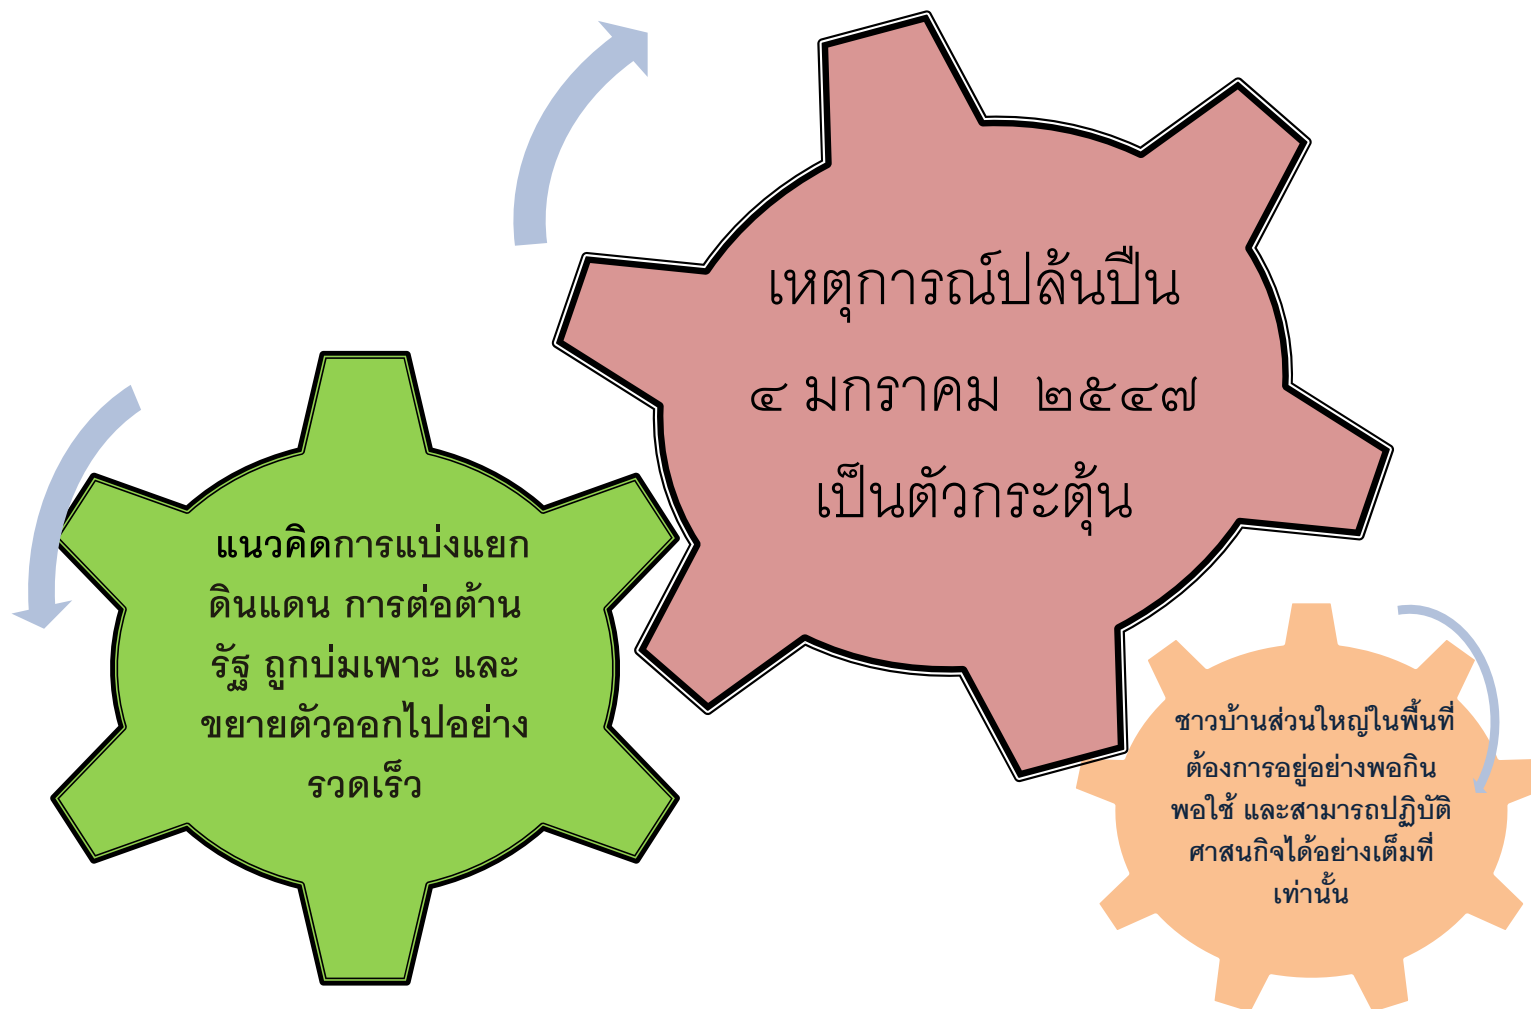 เหตุการณ์ปล้นปืน
๔ มกราคม ๒๕๔๗
เป็นตัวกระตุ้น
แนวคิดการแบ่งแยก
ดินแดน การต่อต้าน
รัฐ ถูกบ่มเพาะ และ
ขยายตัวออกไปอย่าง
รวดเร็ว
ชาวบ้านส่วนใหญ่ในพื้นที่
ต้องการอยู่อย่างพอกิน
พอใช้ และสามารถปฏิบัติ
ศาสนกิจได้อย่างเต็มที่
เท่านั้น